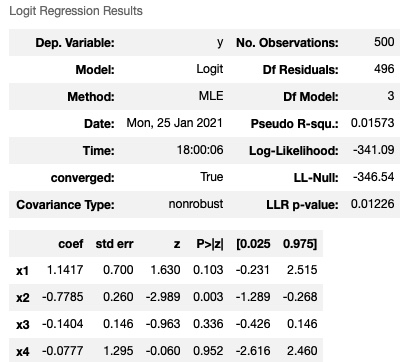 Logit Regression Results
Dep. Variable: y No. Observations: 500
Model: Logit Df Residuals: 496
Method: MLE Df Model: 3
Date: Mon, 25 Jan 2021 Pseudo R-squ.: 0.01573
Time: 18:00:06 Log-Likelihood: -341.09
converged: True LL-Null: -346.54
Covariance Type: nonrobust LLR p-value: 0.01226
coef std err z P>|z| [0.025 0.975]
x1 1.1417 0.700 1.630 0.103 -0.231 2.515
x2 -0.7785 0.260 -2.989 0.003 -1.289 -0.268
x3 -0.1404 0.146 -0.963 0.336 -0.426 0.146
x4 -0.0777 1.295 -0.060 0.952 -2.616 2.460